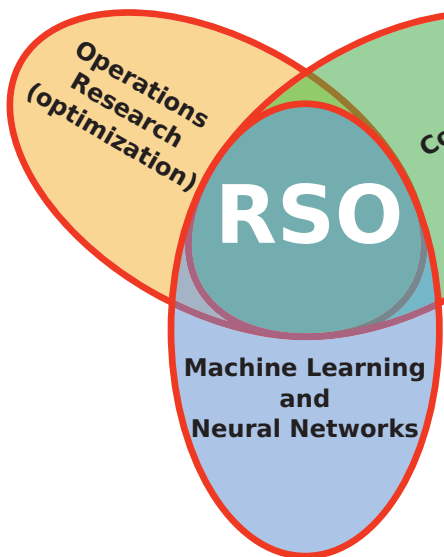 Operations
Research
(optimization)
RSO
Machine Learning
and
Neural Networks